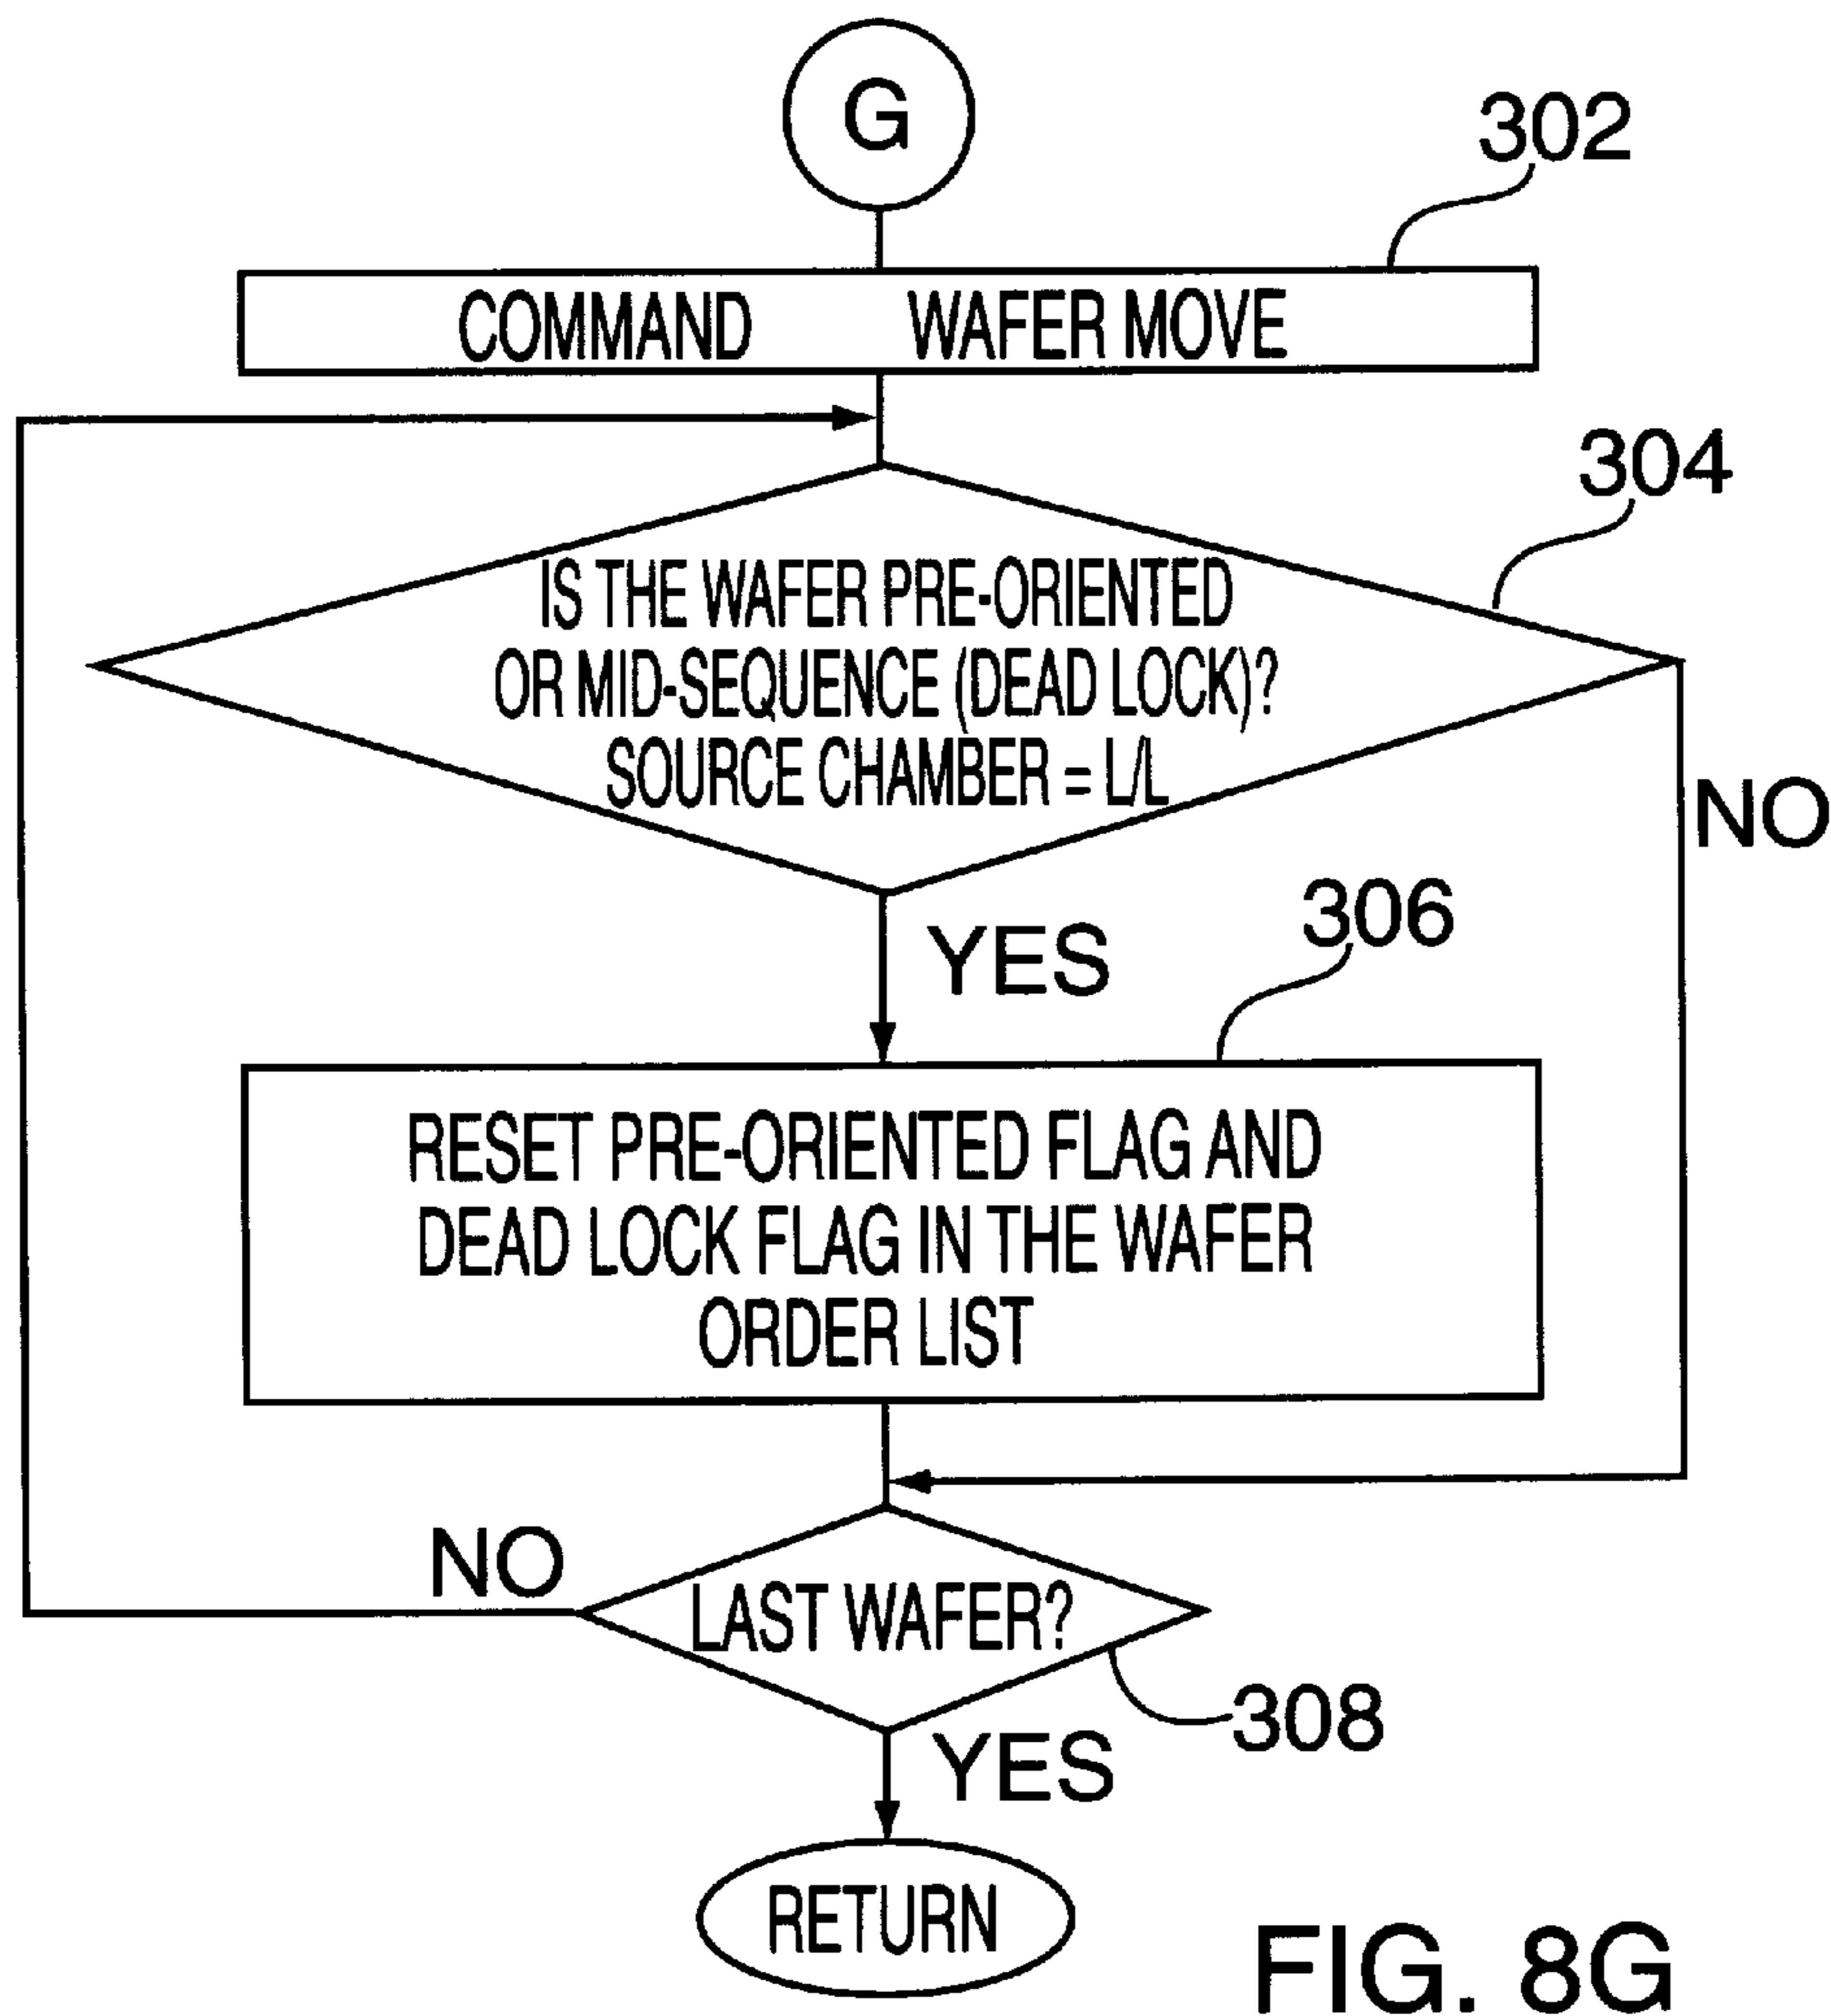 G
302
COMMAND WAFER MOVE
304
IS THE WAFER PRE-ORIENTED
OR MID-SEQUENCE (DEAD LOCK)?
SOURCE CHAMBER = L/L
NO
YES
306
RESET PRE-ORIENTED FLAG AND
DEAD LOCK FLAG IN THE WAFER
ORDER LIST
NO
LAST WAFER?
308
YES
RETURN
FIG. 8G